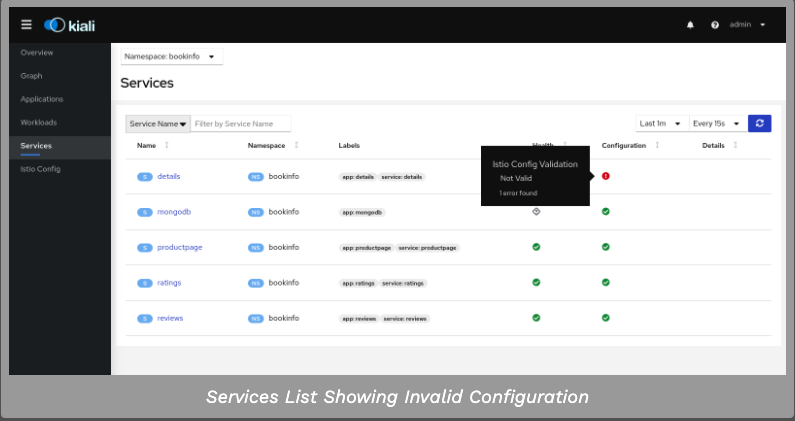 kiali
admin
Overview
Graph
Applications
Workloads
Services
Istio Config
Namespace: bookinfo
Services
Service Name Filter by Service Name Last 1m Every 15s
Name Namespace Labels Health Configuration Details
Istio Config Validation
Not Valid
1 error found
S details NS bookinfo app:details service:details
S mongodb NS bookinfo app:mongodb
S productpage NS bookinfo app:productpage service:productpage
S ratings NS bookinfo app:ratings service:ratings
S reviews NS bookinfo app:reviews service:reviews
Services List Showing Invalid Configuration